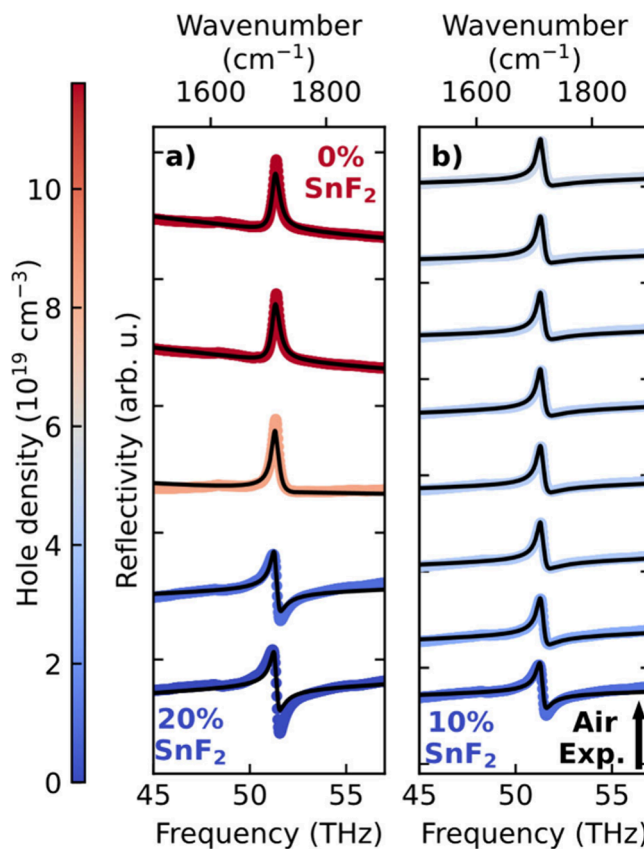 Wavenumber
(cm⁻¹)
1600 1800
Wavenumber
(cm⁻¹)
1600 1800
Hole density (10¹⁹ cm⁻³)
10
8
6
4
2
0
Reflectivity (arb. u.)
a)
0%
SnF₂
20%
SnF₂
b)
10%
SnF₂
Air
Exp.
45 50 55
Frequency (THz)
45 50 55
Frequency (THz)